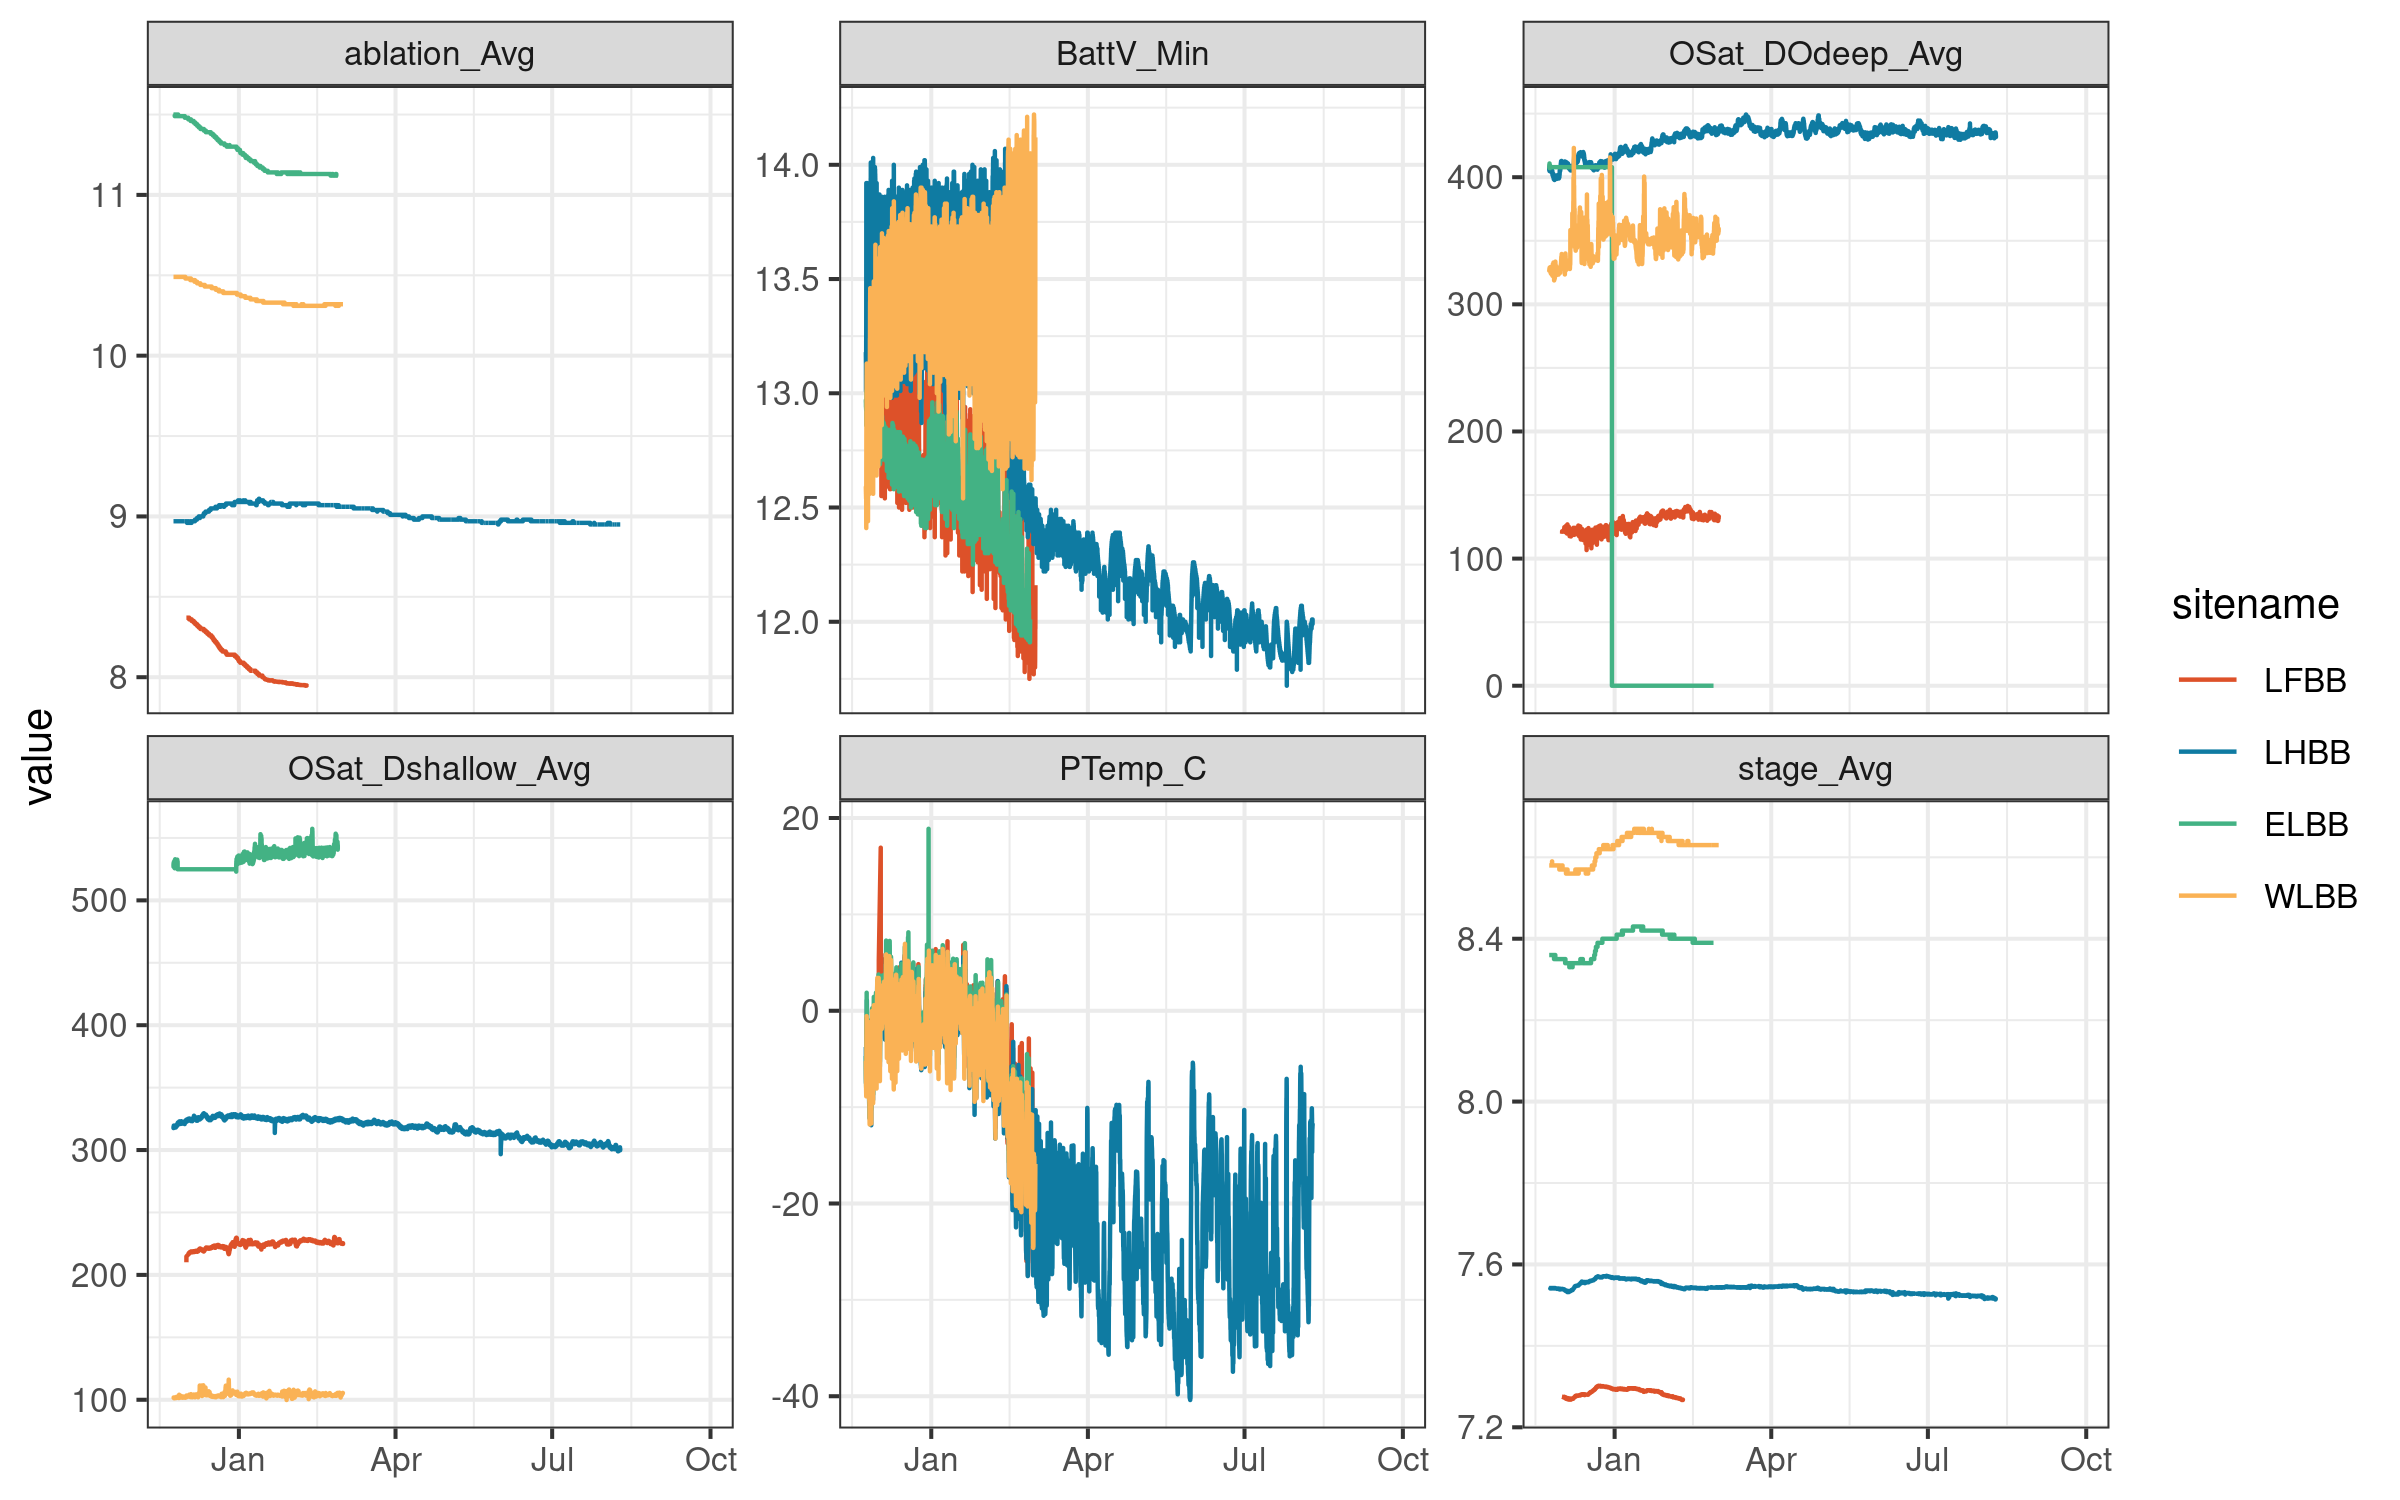 ablation_Avg
BattV_Min
OSat_DOdeep_Avg
11
10
9
8
14.0
13.5
13.0
12.5
12.0
400
300
200
100
0
value
OSat_Dshallow_Avg
PTemp_C
stage_Avg
500
400
300
200
100
20
0
-20
-40
8.4
8.0
7.6
7.2
Jan Apr Jul Oct
Jan Apr Jul Oct
Jan Apr Jul Oct
sitename
LFBB
LHBB
ELBB
WLBB